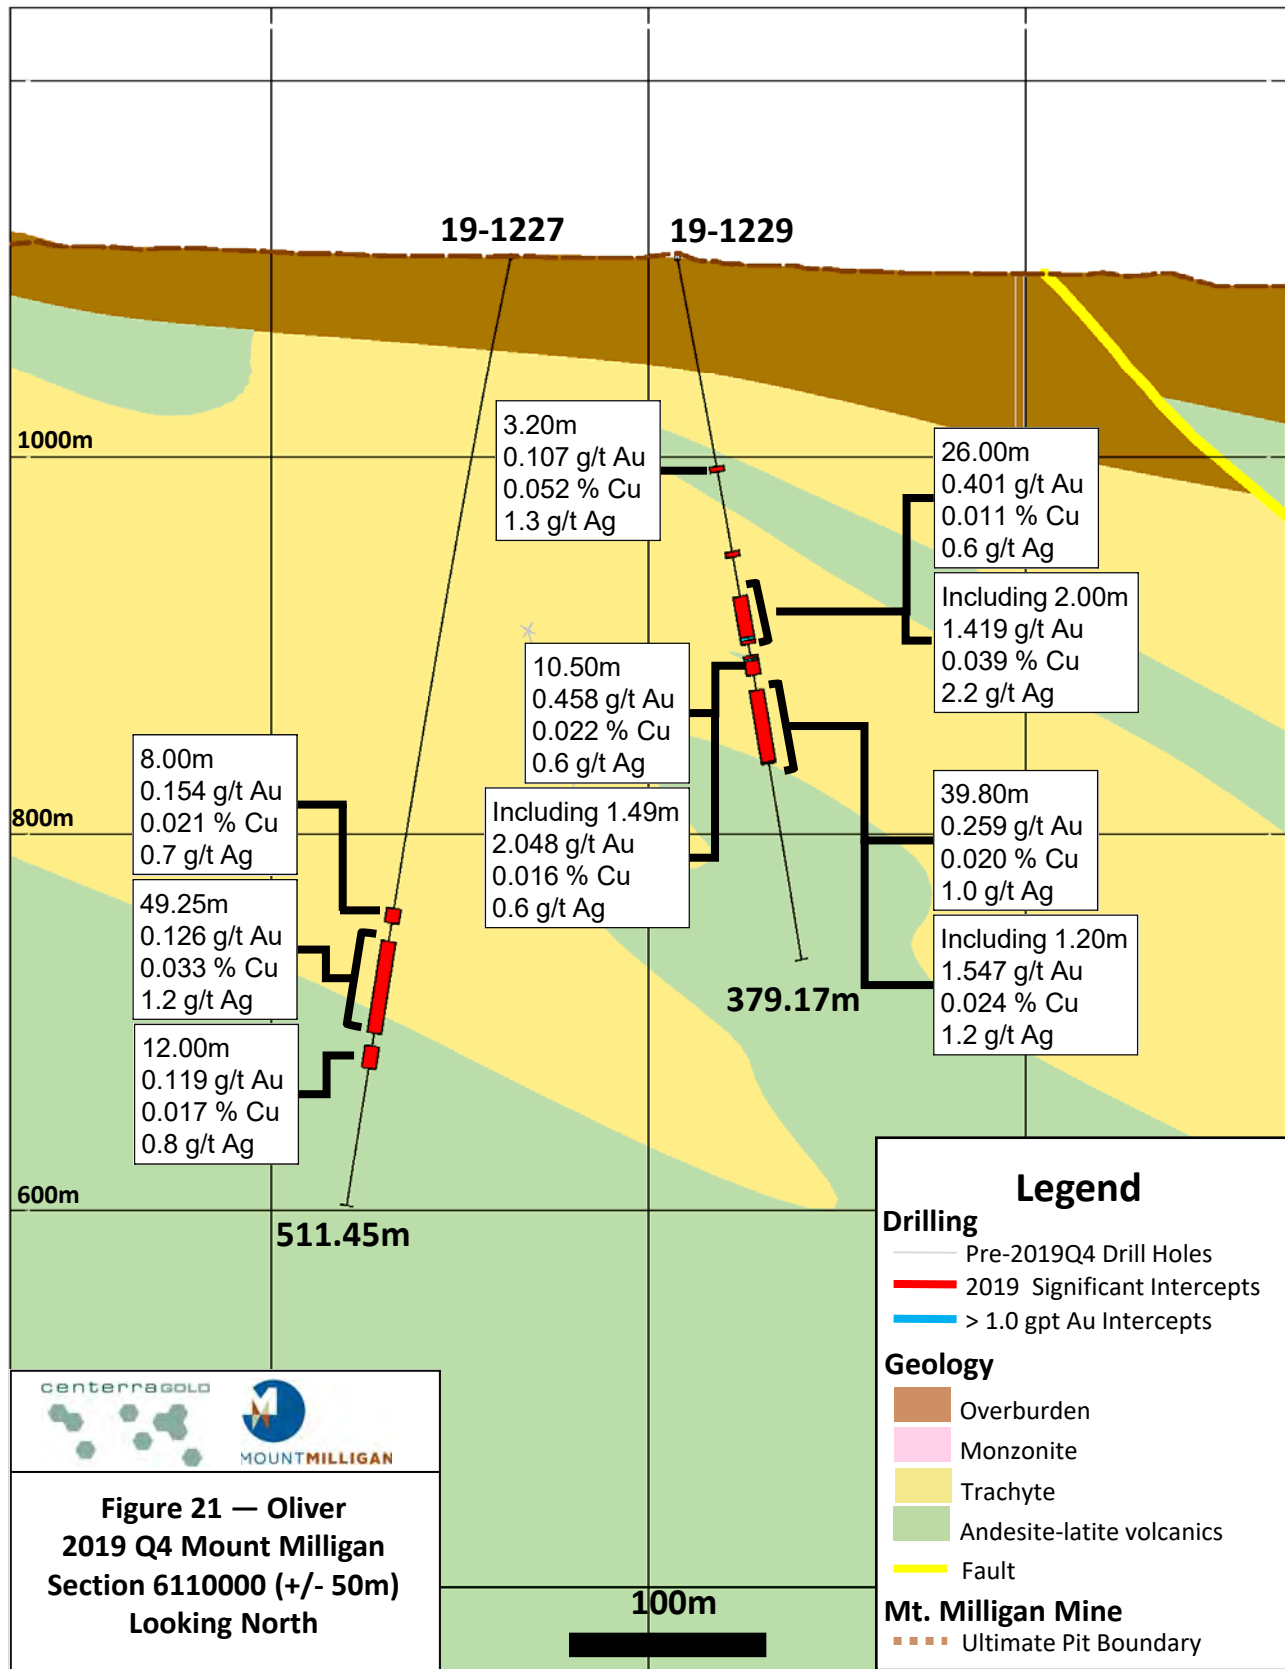 19-1227
19-1229
3.20m
0.107 g/t Au
0.052 % Cu
1.3 g/t Ag
26.00m
0.401 g/t Au
0.011 % Cu
0.6 g/t Ag
1000m
Including 2.00m
1.419 g/t Au
0.039 % Cu
2.2 g/t Ag
10.50m
0.458 g/t Au
0.022 % Cu
0.6 g/t Ag
8.00m
0.154 g/t Au
0.021 % Cu
0.7 g/t Ag
Including 1.49m
2.048 g/t Au
0.016 % Cu
0.6 g/t Ag
39.80m
0.259 g/t Au
0.020 % Cu
1.0 g/t Ag
800m
49.25m
0.126 g/t Au
0.033 % Cu
1.2 g/t Ag
Including 1.20m
1.547 g/t Au
0.024 % Cu
1.2 g/t Ag
379.17m
12.00m
0.119 g/t Au
0.017 % Cu
0.8 g/t Ag
600m
511.45m
Legend
Drilling
Pre-2019Q4 Drill Holes
2019 Significant Intercepts
> 1.0 gpt Au Intercepts
Geology
Overburden
Monzonite
Trachyte
Andesite-latite volcanics
Fault
Mt. Milligan Mine
Ultimate Pit Boundary
centerraGOLD
MOUNTMILLIGAN
Figure 21 — Oliver
2019 Q4 Mount Milligan
Section 6110000 (+/- 50m)
Looking North
100m